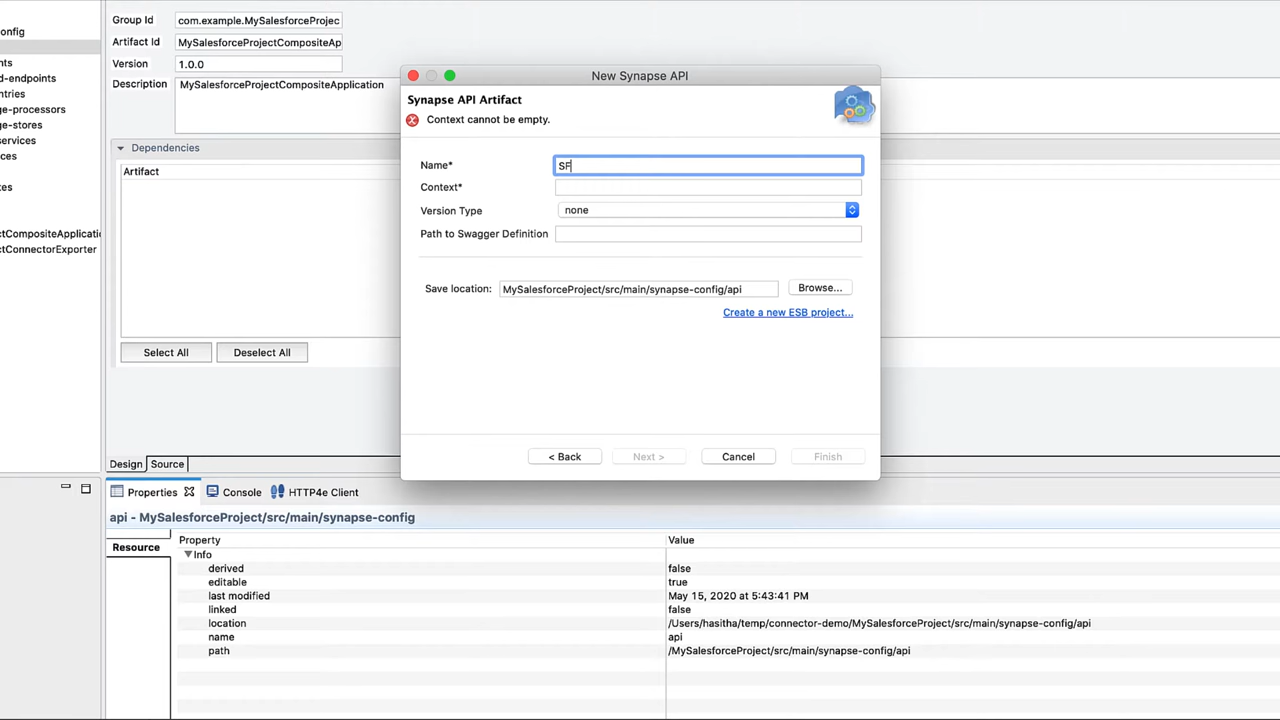 Group Id com.example.MySalesforceProjec
onfig
Artifact Id MySalesforceProjectCompositeAp
Version 1.0.0
Description MySalesforceProjectCompositeApplication
nts
d-endpoints
ntries
ge-processors
ge-stores
services
ces
tes
ctCompositeApplicatio
ctConnectorExporter
Dependencies
Artifact
Select All Deselect All
Design Source
New Synapse API
Synapse API Artifact
Context cannot be empty.
Name* SF
Context*
Version Type none
Path to Swagger Definition
Save location: MySalesforceProject/src/main/synapse-config/api Browse...
Create a new ESB project...
< Back Next > Cancel Finish
Properties Console HTTP4e Client
api - MySalesforceProject/src/main/synapse-config
Resource
Property Value
Info
derived false
editable true
last modified May 15, 2020 at 5:43:41 PM
linked false
location /Users/hasitha/temp/connector-demo/MySalesforceProject/src/main/synapse-config/api
name api
path /MySalesforceProject/src/main/synapse-config/api